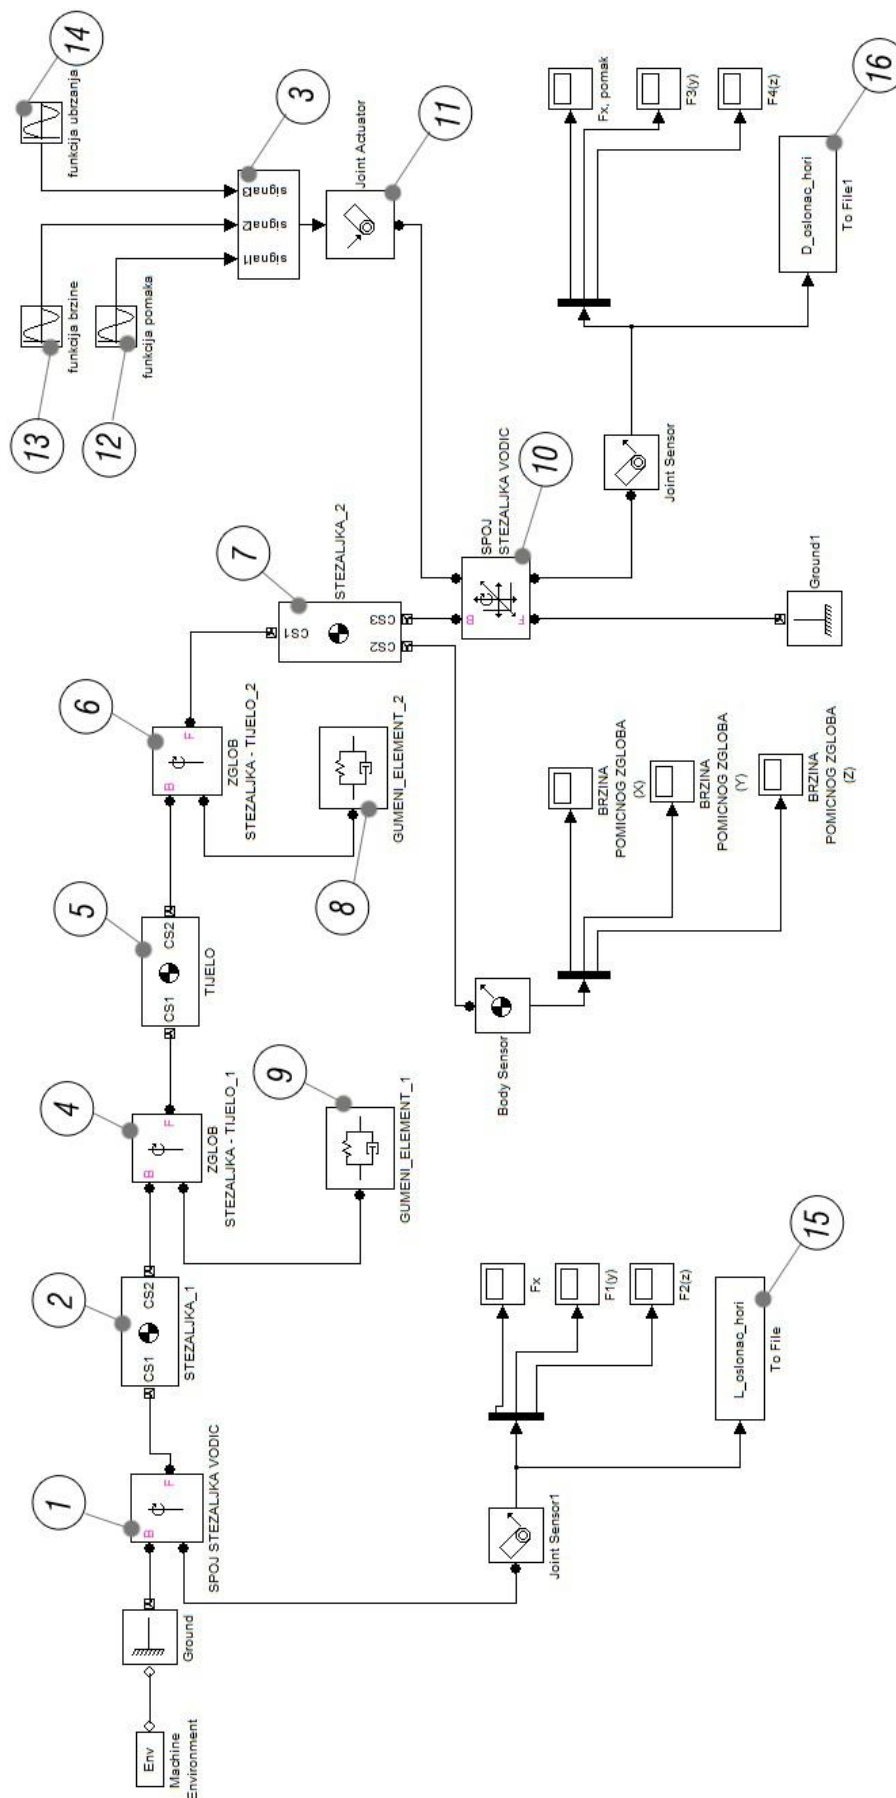 Env
Machine
Environment
Ground
1
B
F
SPOJ STEZALJKA VODIC
2
CS1
CS2
STEZALJKA_1
4
B
F
ZGLOB
STEZALJKA - TIJELO_1
5
CS1
CS2
TIJELO
6
B
F
ZGLOB
STEZALJKA - TIJELO_2
7
CS1
CS2
CS3
STEZALJKA_2
9
GUMENI_ELEMENT_1
8
GUMENI_ELEMENT_2
13
funkcija brzine
12
funkcija pomaka
14
funkcija ubrzanja
3
signal1
signal2
signal3
11
Joint Actuator
10
SPOJ
STEZALJKA VODIC
B
F
Ground1
Joint Sensor
Fx, pomak
F3(y)
F4(z)
16
D_oslonac_hori
To File1
Body Sensor
BRZINA
POMICNOG ZGLOBA
(X)
BRZINA
POMICNOG ZGLOBA
(Y)
BRZINA
POMICNOG ZGLOBA
(Z)
Joint Sensor1
Fx
F1(y)
F2(z)
15
L_oslonac_hori
To File